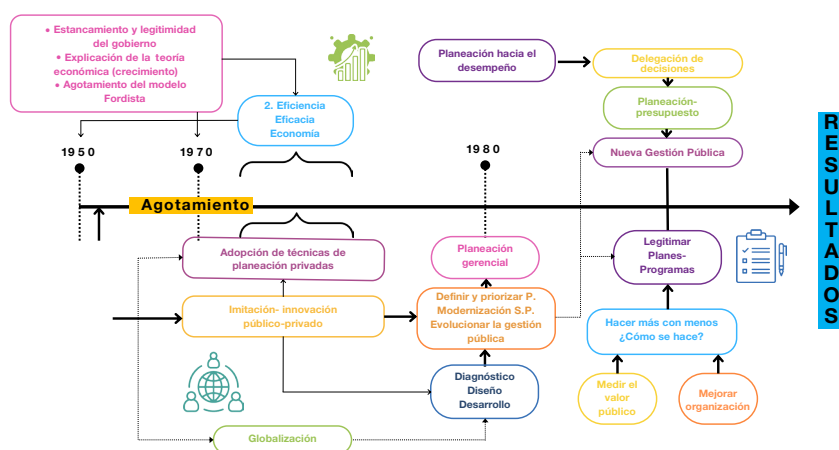 • Estancamiento y legitimidad
del gobierno
• Explicación de la teoría
económica (crecimiento)
• Agotamiento del modelo
Fordista
2. Eficiencia
Eficacia
Economía
1950
1970
1980
Planeación hacia el
desempeño
Delegación de
decisiones
Planeación-
presupuesto
Nueva Gestión Pública
Agotamiento
Adopción de técnicas de
planeación privadas
Imitación- innovación
público-privado
Globalización
Planeación
gerencial
Definir y priorizar P.
Modernización S.P.
Evolucionar la gestión
pública
Diagnóstico
Diseño
Desarrollo
Legitimar
Planes-
Programas
Hacer más con menos
¿Cómo se hace?
Medir el
valor
público
Mejorar
organización
RESULTADOS